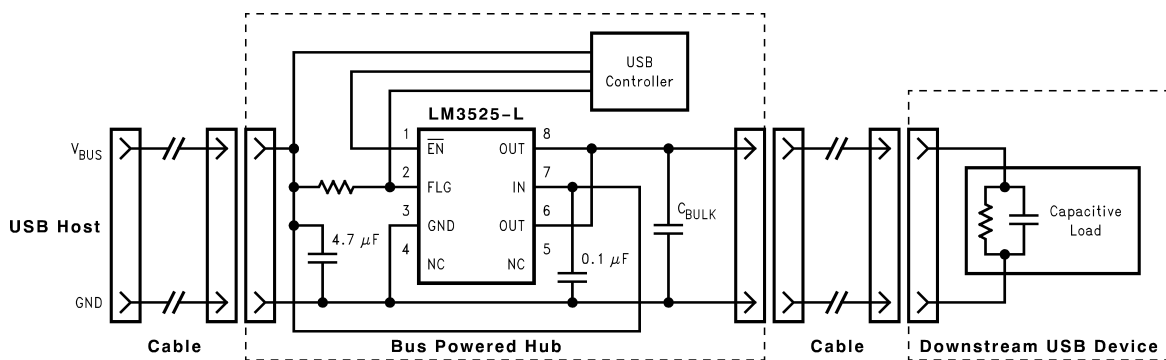 USB
Controller
LM3525-L
1
EN
OUT
8
V_BUS
2
FLG
IN
7
USB Host
3
GND
OUT
6
C_BULK
Capacitive
Load
4.7 μF
4
NC
NC
5
0.1 μF
GND
Cable
Bus Powered Hub
Cable
Downstream USB Device